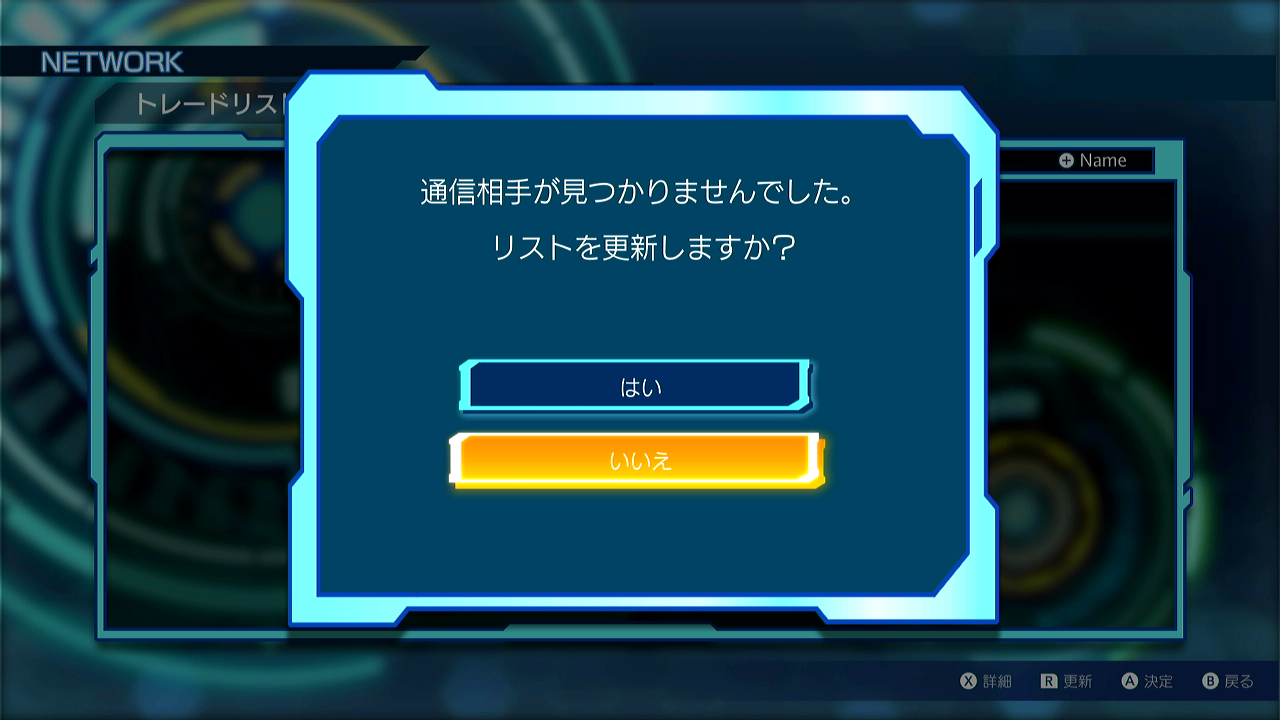 NETWORK
トレードリスト
Name
通信相手が見つかりませんでした。
リストを更新しますか?
はい
いいえ
X 詳細 R 更新 A 決定 B 戻る